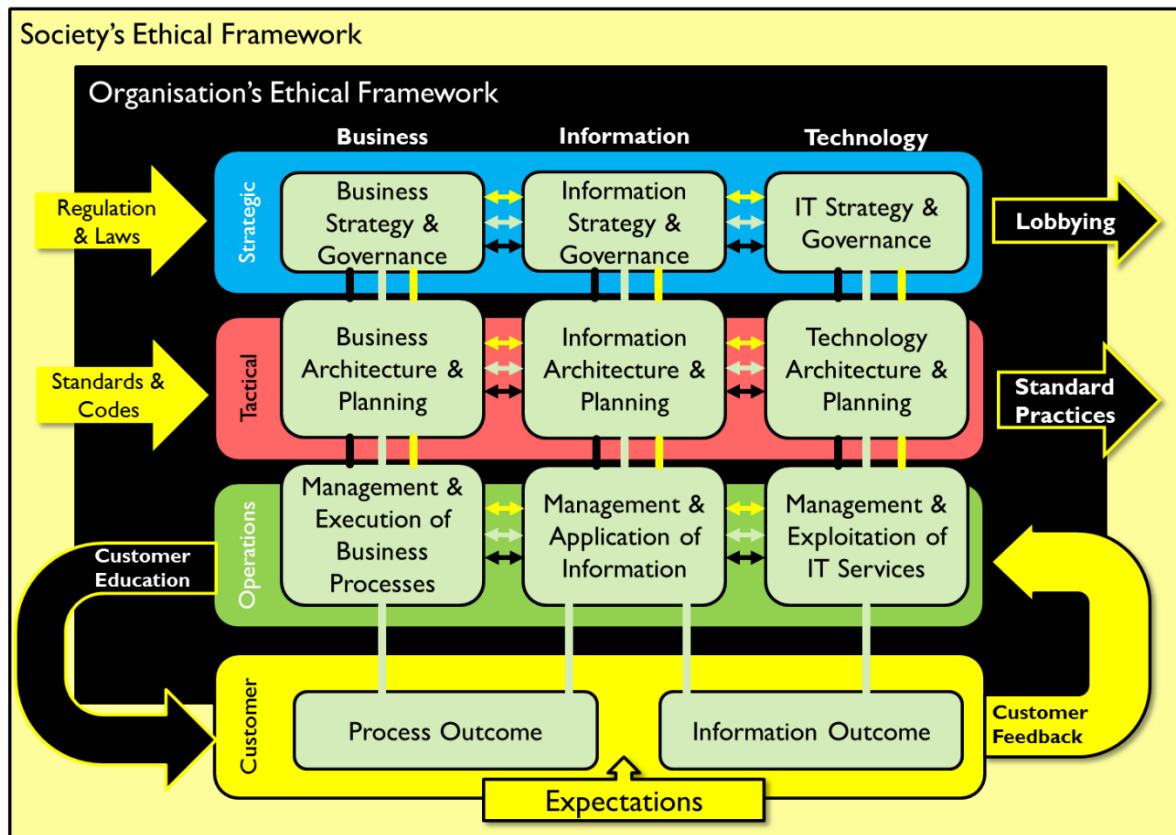 Society's Ethical Framework
Organisation's Ethical Framework
Business
Information
Technology
Regulation
& Laws
Strategic
Business
Strategy &
Governance
Information
Strategy &
Governance
IT Strategy &
Governance
Lobbying
Standards &
Codes
Tactical
Business
Architecture &
Planning
Information
Architecture &
Planning
Technology
Architecture &
Planning
Standard
Practices
Customer
Education
Operations
Management &
Execution of
Business
Processes
Management &
Application of
Information
Management &
Exploitation of
IT Services
Customer
Process Outcome
Information Outcome
Customer
Feedback
Expectations